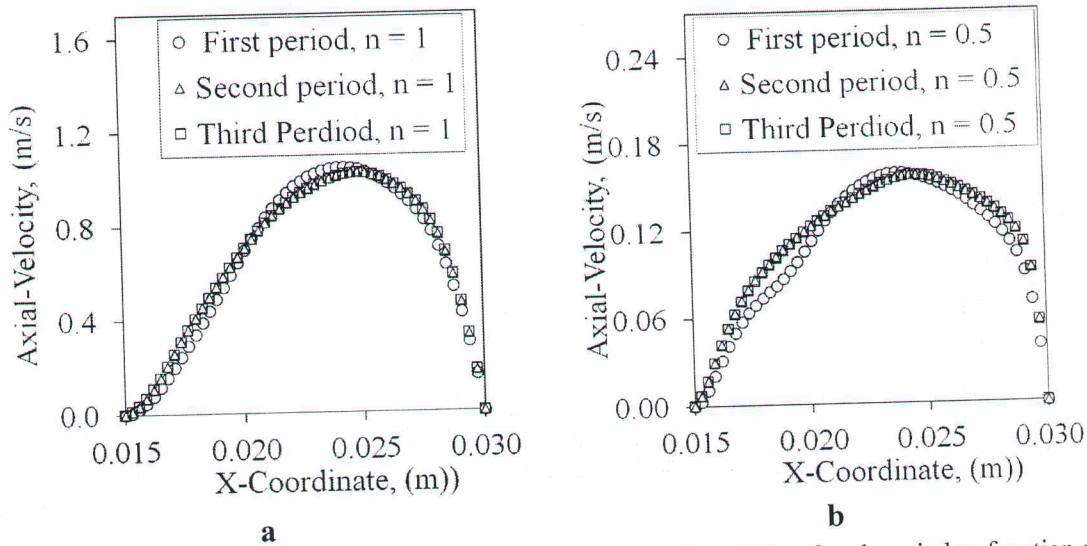 1.6
1.2
0.8
0.4
0.0
Axial-Velocity, (m/s)
First period, n = 1
Second period, n = 1
Third Perdiod, n = 1
0.015
0.020
0.025
0.030
X-Coordinate, (m))
a
0.24
0.18
0.12
0.06
0.00
Axial-Velocity, (m/s)
First period, n = 0.5
Second period, n = 0.5
Third Perdiod, n = 0.5
0.015
0.020
0.025
0.030
X-Coordinate, (m))
b
function